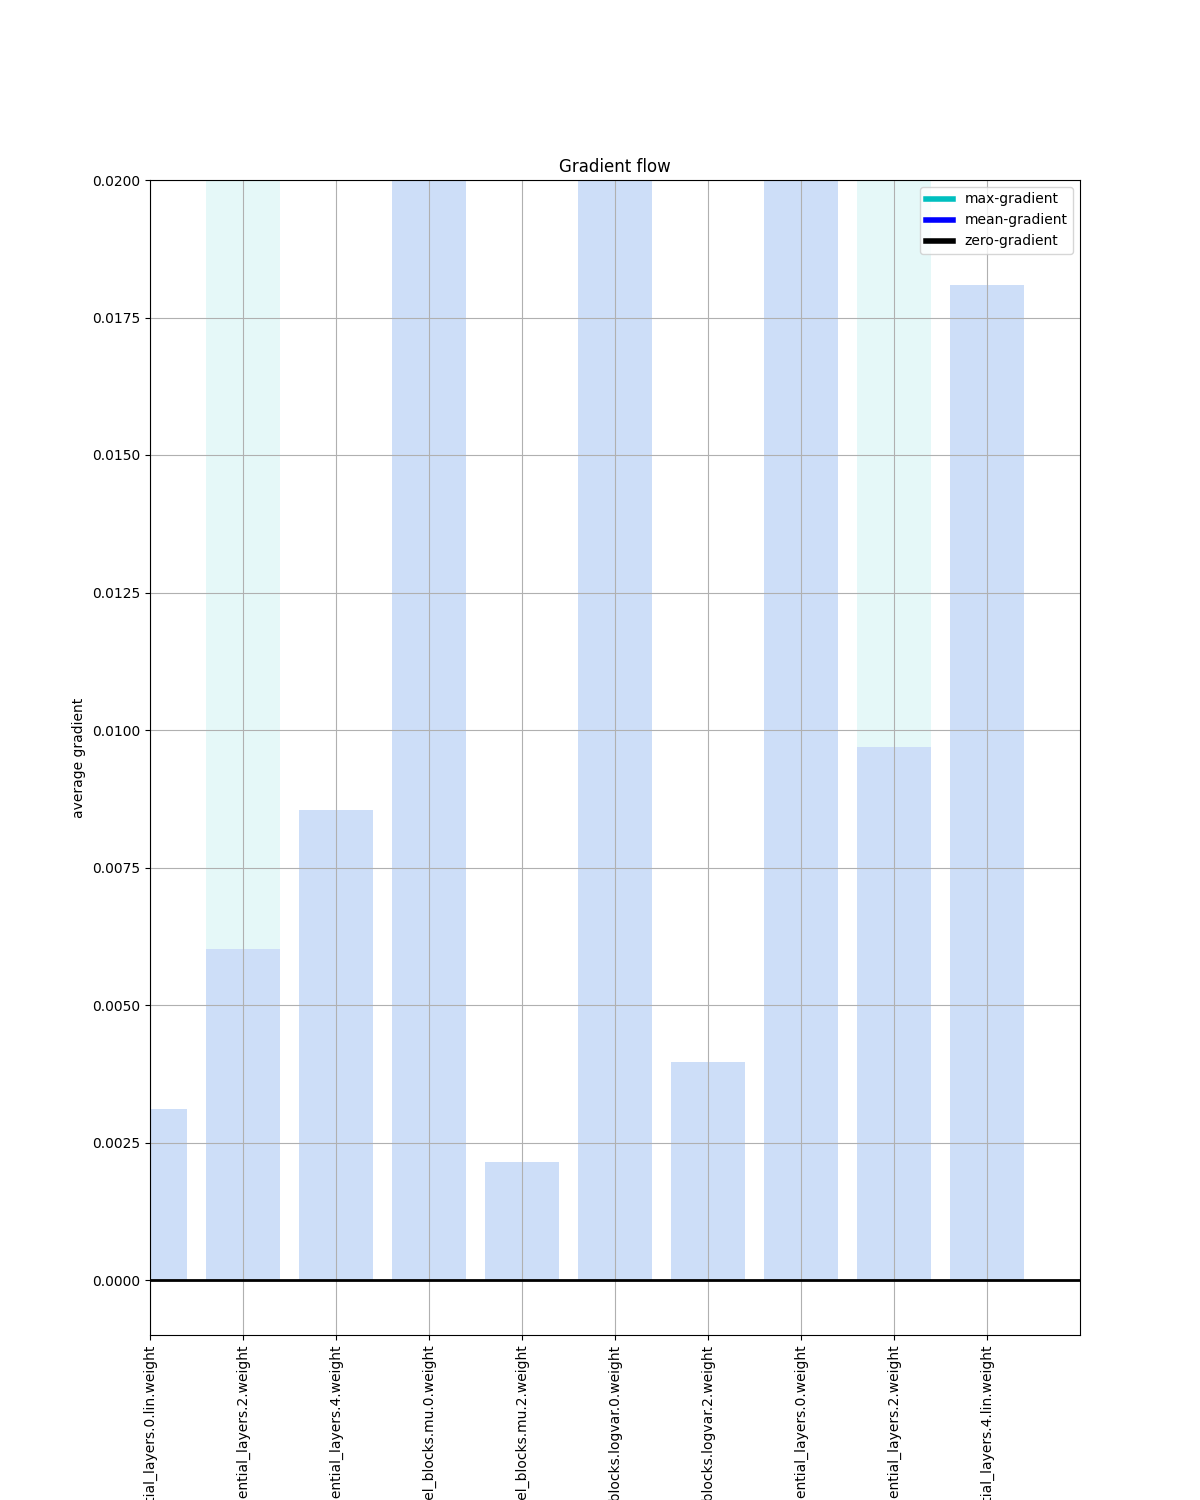 Gradient flow
max-gradient
mean-gradient
zero-gradient
average gradient
0.0200
0.0175
0.0150
0.0125
0.0100
0.0075
0.0050
0.0025
0.0000
tial_layers.0.lin.weight
ential_layers.2.weight
ential_layers.4.weight
el_blocks.mu.0.weight
el_blocks.mu.2.weight
blocks.logvar.0.weight
blocks.logvar.2.weight
ential_layers.0.weight
ential_layers.2.weight
tial_layers.4.lin.weight